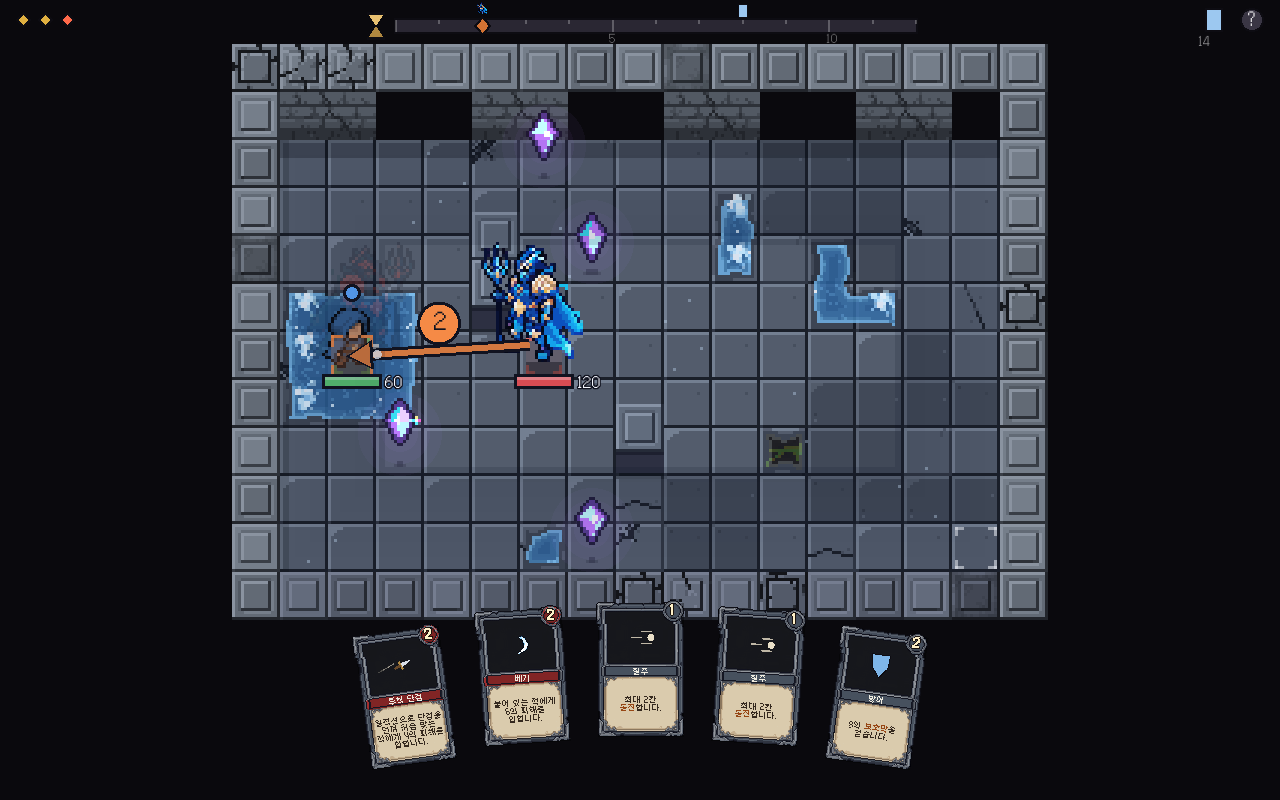 5
10
?
14
2
60
120
2
투척 단검
일직선으로 단검을
던져 처음 맞는
적에게 4의 피해를
입힙니다.
2
베기
붙어 있는 적에게
6의 피해를
입힙니다.
1
질주
최대 2칸
돌진합니다.
1
질주
최대 2칸
돌진합니다.
2
방어
8의 보호막을
얻습니다.